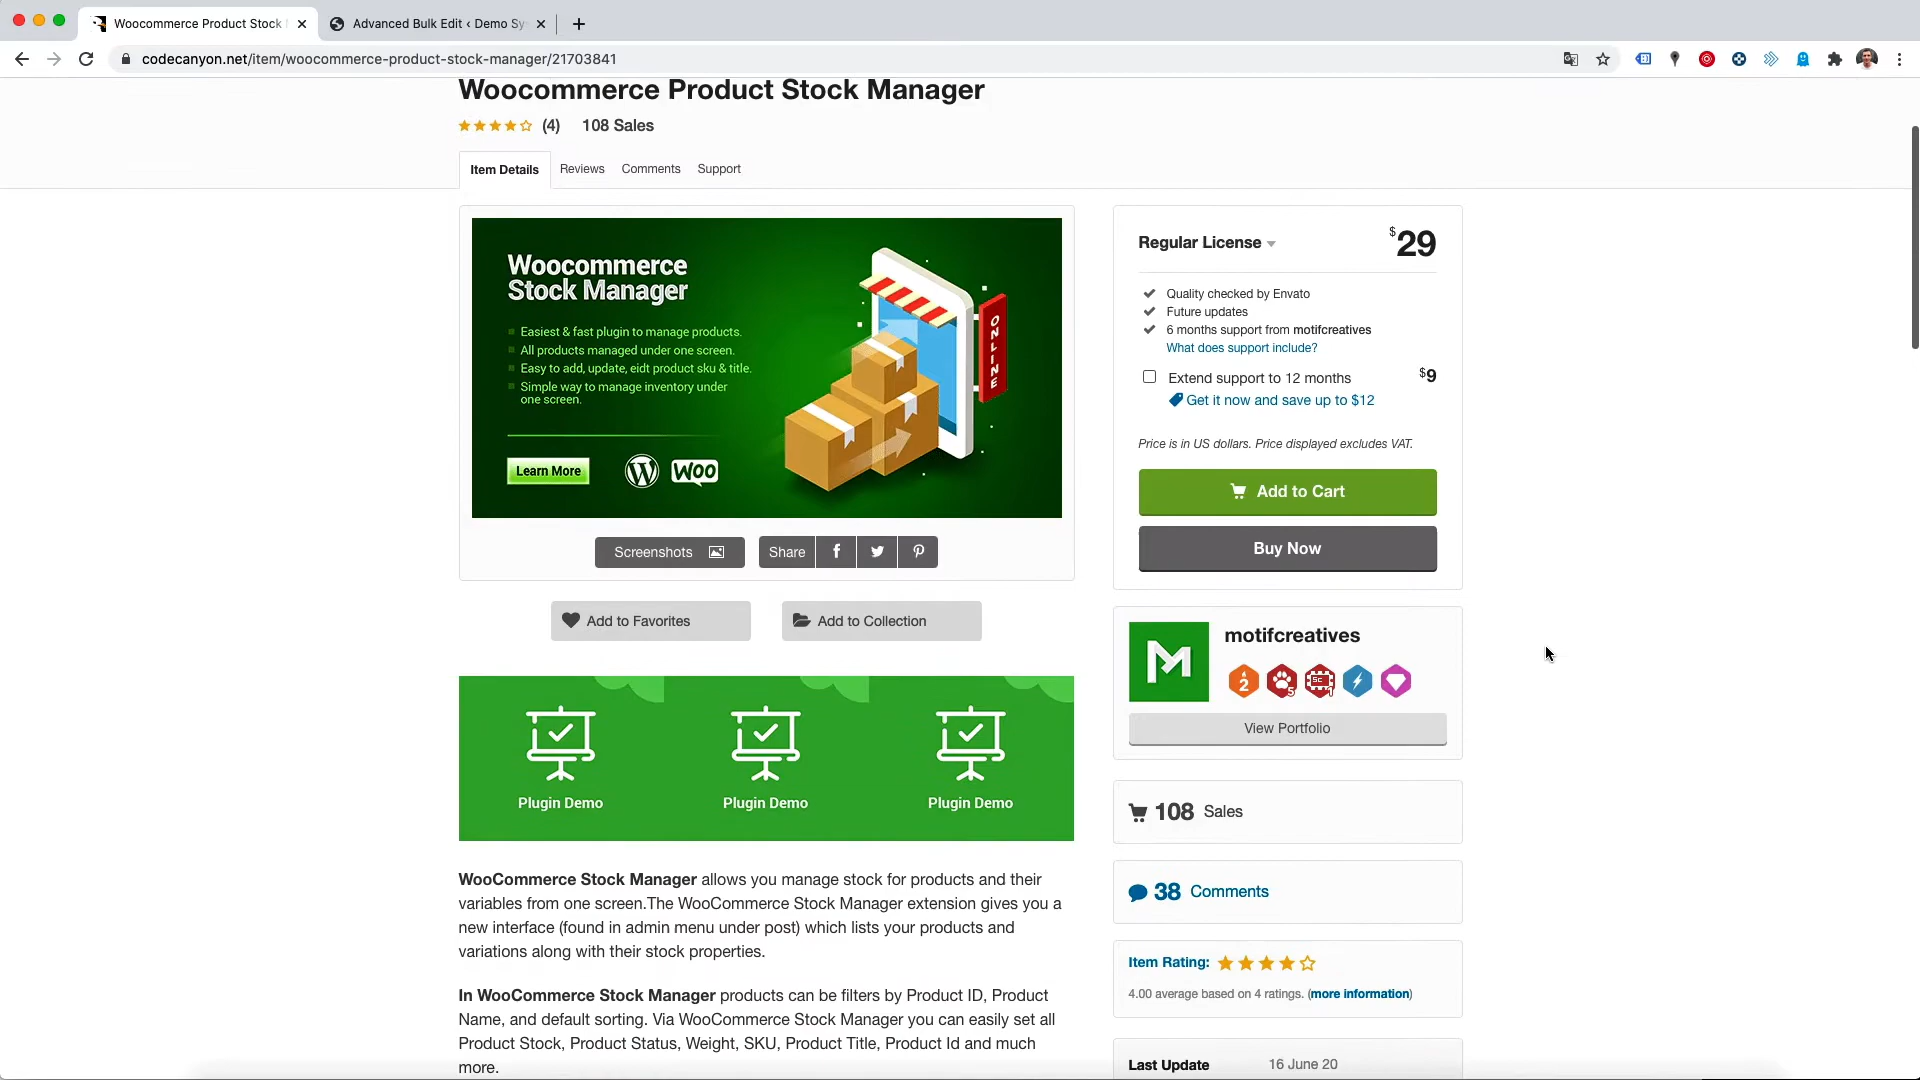 Woocommerce Product Stock
Advanced Bulk Edit ‹ Demo Sy
codecanyon.net/item/woocommerce-product-stock-manager/21703841
Woocommerce Product Stock Manager
(4)
108 Sales
Item Details
Reviews
Comments
Support
Woocommerce
Stock Manager
Easiest & fast plugin to manage products.
All products managed under one screen.
Easy to add, update, eidt product sku & title.
Simple way to manage inventory under
one screen.
Learn More
WOO
ONLINE
Screenshots
Share
Add to Favorites
Add to Collection
Plugin Demo
Plugin Demo
Plugin Demo
WooCommerce Stock Manager allows you manage stock for products and their
variables from one screen.The WooCommerce Stock Manager extension gives you a
new interface (found in admin menu under post) which lists your products and
variations along with their stock properties.
In WooCommerce Stock Manager products can be filters by Product ID, Product
Name, and default sorting. Via WooCommerce Stock Manager you can easily set all
Product Stock, Product Status, Weight, SKU, Product Title, Product Id and much
more.
Regular License
$29
Quality checked by Envato
Future updates
6 months support from motifcreatives
What does support include?
Extend support to 12 months
$9
Get it now and save up to $12
Price is in US dollars. Price displayed excludes VAT.
Add to Cart
Buy Now
motifcreatives
2
5
SC
1
View Portfolio
108 Sales
38 Comments
Item Rating:
4.00 average based on 4 ratings. (more information)
Last Update
16 June 20